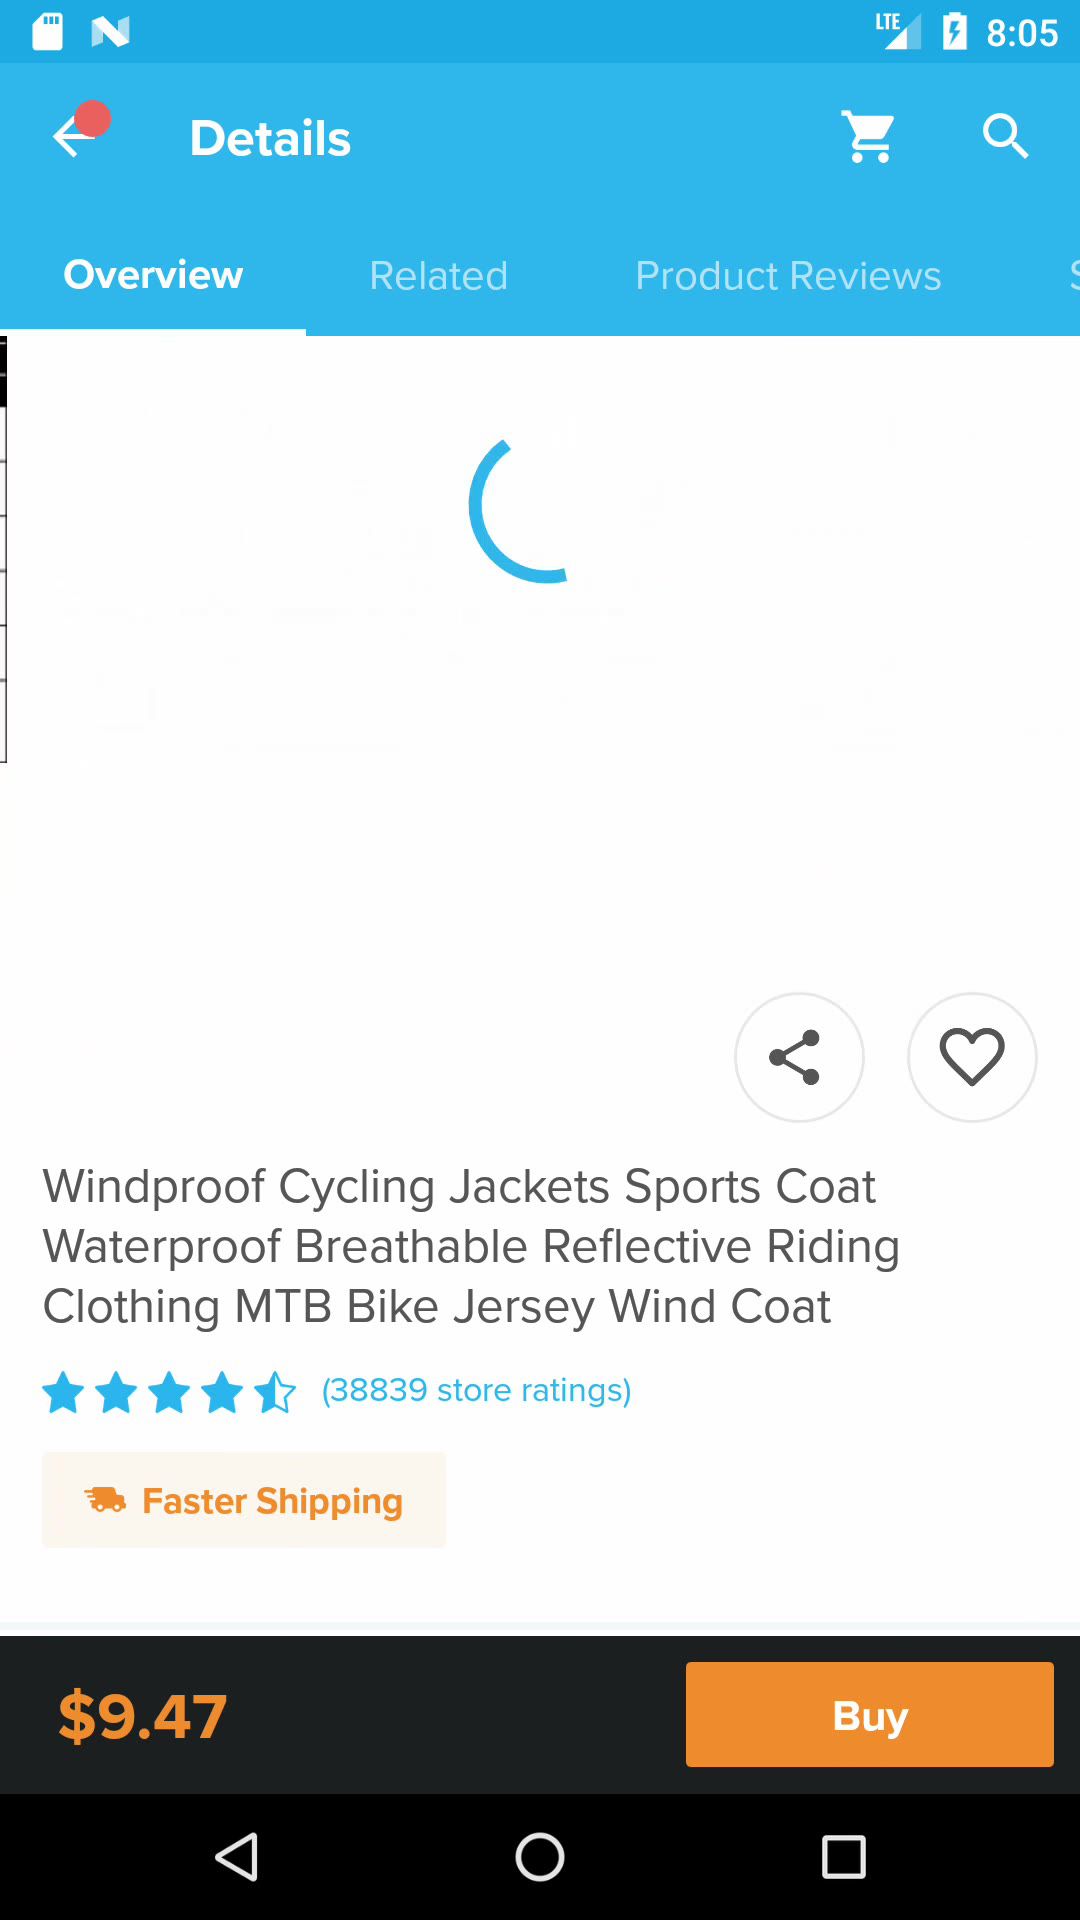 LTE 8:05
Details
Overview Related Product Reviews
Windproof Cycling Jackets Sports Coat
Waterproof Breathable Reflective Riding
Clothing MTB Bike Jersey Wind Coat
(38839 store ratings)
Faster Shipping
$9.47 Buy